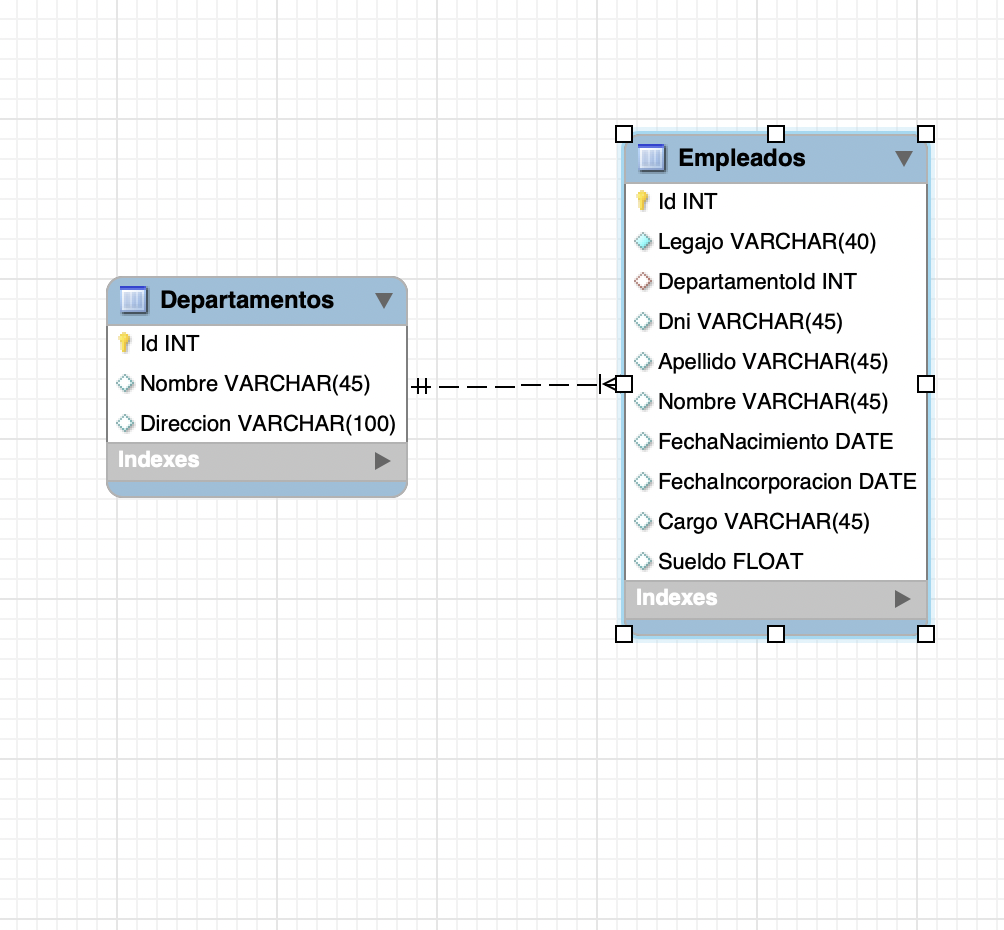 Departamentos
Id INT
Nombre VARCHAR(45)
Direccion VARCHAR(100)
Indexes
Empleados
Id INT
Legajo VARCHAR(40)
DepartamentoId INT
Dni VARCHAR(45)
Apellido VARCHAR(45)
Nombre VARCHAR(45)
FechaNacimiento DATE
FechaIncorporacion DATE
Cargo VARCHAR(45)
Sueldo FLOAT
Indexes